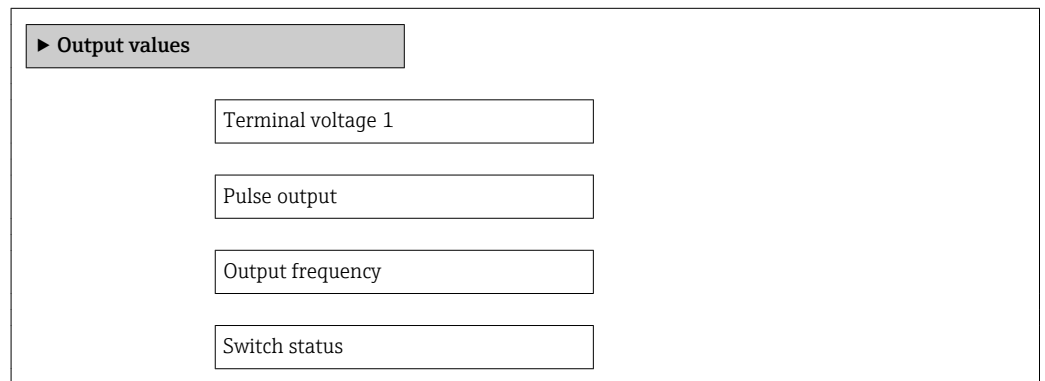 ▶ Output values
Terminal voltage 1
Pulse output
Output frequency
Switch status